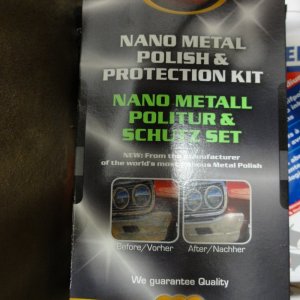 NANO METAL
POLISH &
PROTECTION KIT
NANO METALL
POLITUR &
SCHUTZ SET
NEW: From the manufacturer
of the world's most famous Metal Polish
Before/Vorher
After/Nachher
We guarantee Quality